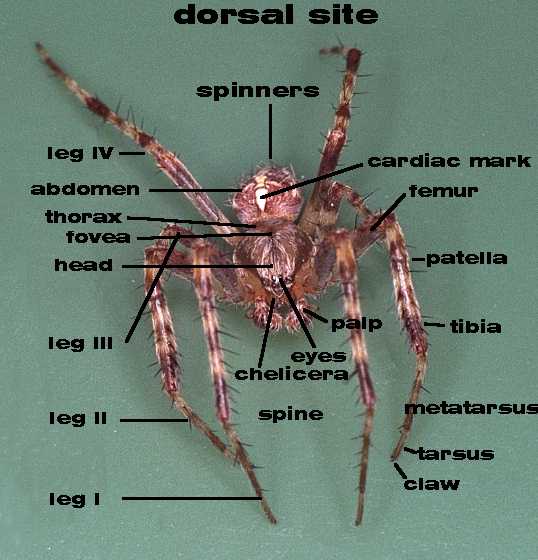 dorsal site
spinners
leg IV
cardiac mark
abdomen
femur
thorax
fovea
head
patella
palp
tibia
leg III
eyes
chelicera
metatarsus
spine
leg II
tarsus
claw
leg I